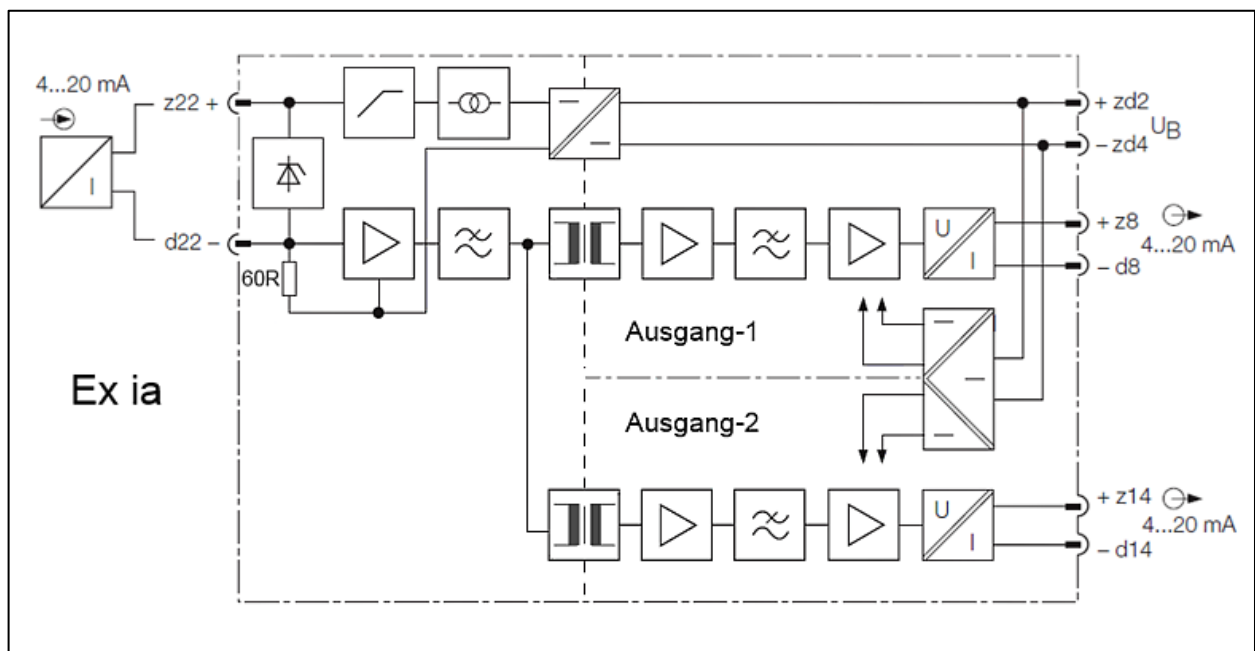 4...20 mA
z22 +
I
d22 –
60R
Ex ia
Ausgang-1
Ausgang-2
+ zd2
UB
– zd4
U
I
+ z8
4...20 mA
– d8
U
I
+ z14
4...20 mA
– d14